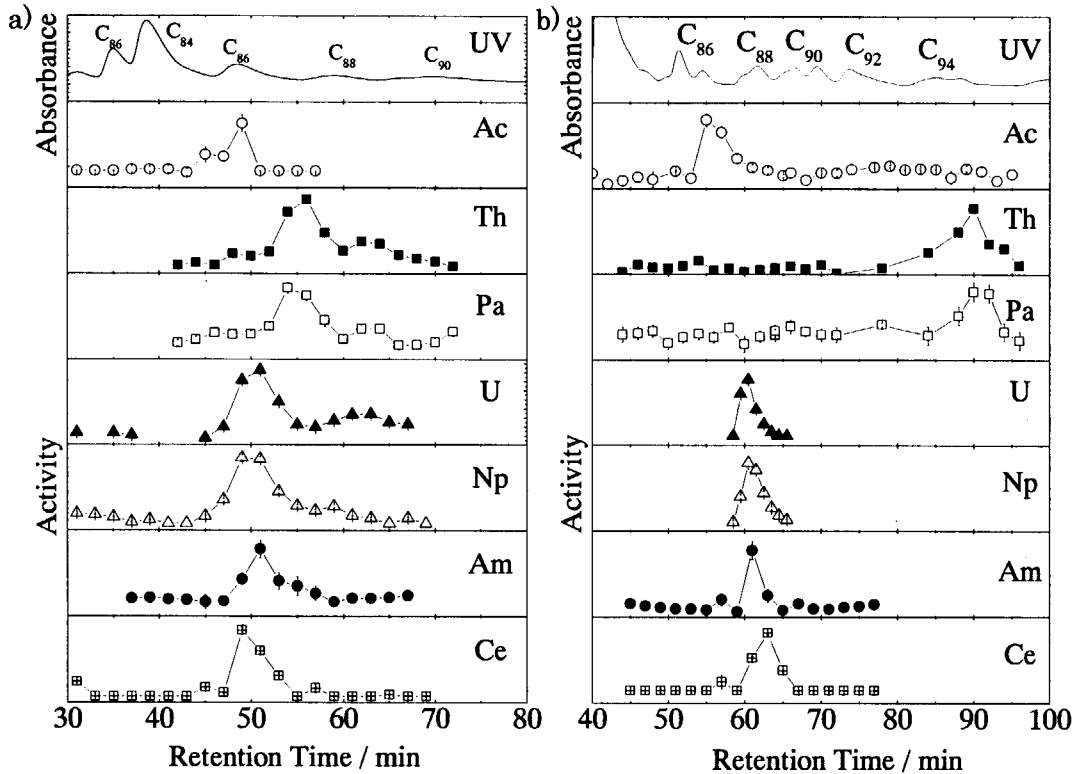 a)
Absorbance
C86 C84 C86 C88 C90 UV
Ac
Th
Pa
U
Activity
Np
Am
Ce
30 40 50 60 70 80
Retention Time / min
b)
Absorbance
C86 C88 C90 C92 C94 UV
Ac
Th
Pa
U
Activity
Np
Am
Ce
40 50 60 70 80 90 100
Retention Time / min